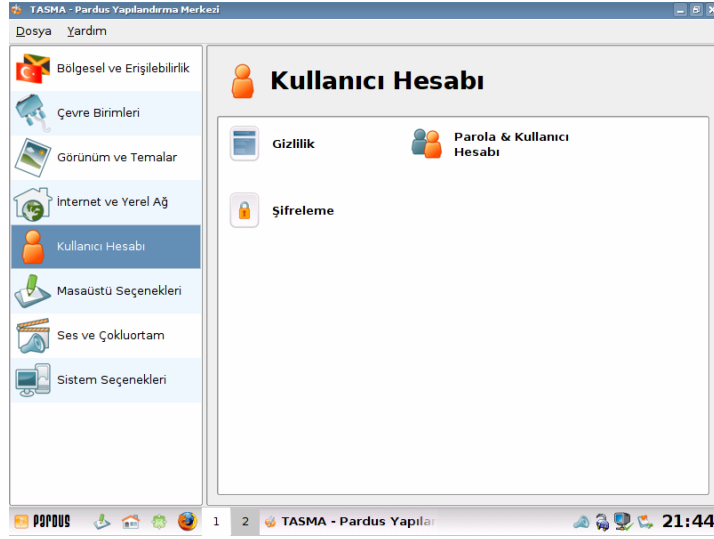 TASMA - Pardus Yapılandırma Merkezi
Dosya Yardım
Bölgesel ve Erişilebilirlik
Çevre Birimleri
Görünüm ve Temalar
İnternet ve Yerel Ağ
Kullanıcı Hesabı
Masaüstü Seçenekleri
Ses ve Çokluortam
Sistem Seçenekleri
Kullanıcı Hesabı
Gizlilik
Parola & Kullanıcı
Hesabı
Şifreleme
PARDUS 1 2 TASMA - Pardus Yapılar 21:44